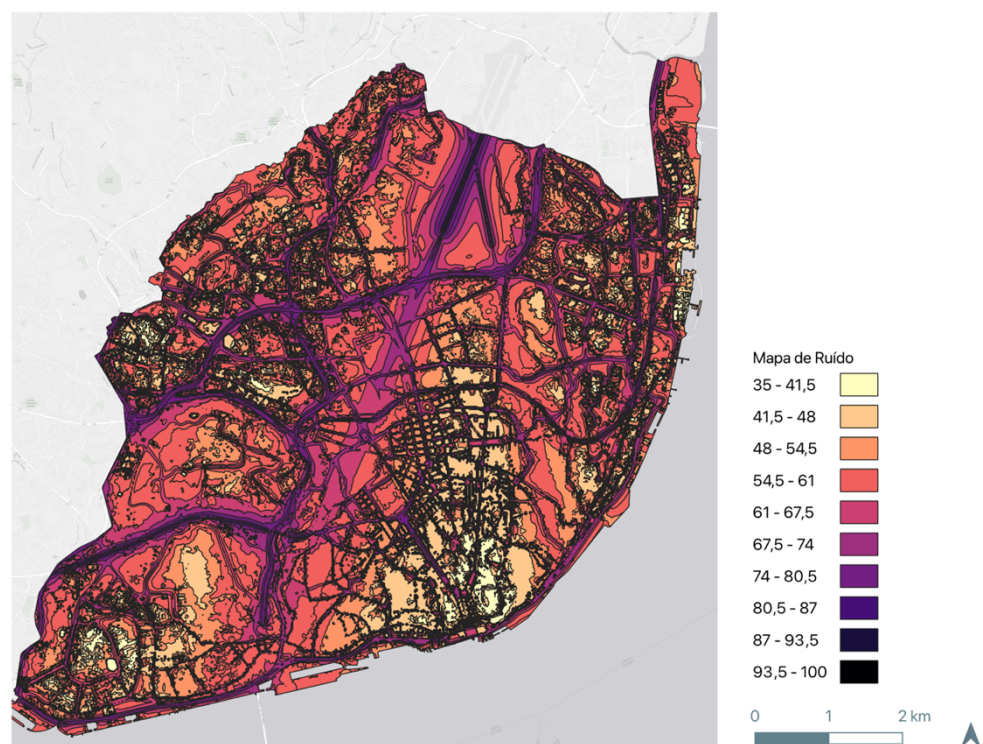 Mapa de Ruído
35 - 41,5
41,5 - 48
48 - 54,5
54,5 - 61
61 - 67,5
67,5 - 74
74 - 80,5
80,5 - 87
87 - 93,5
93,5 - 100
0 1 2 km